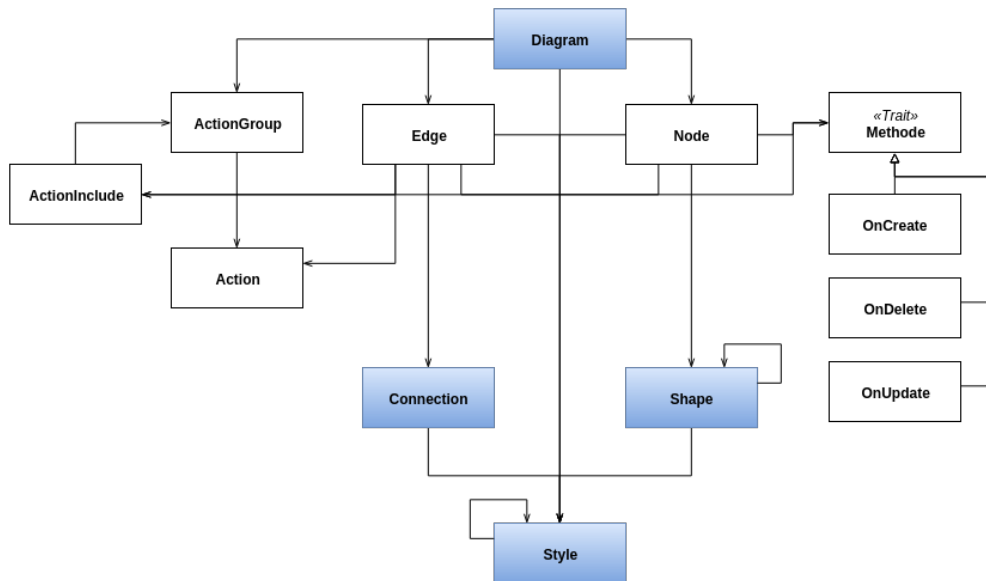 Diagram
ActionGroup
Edge
Node
«Trait»
Methode
ActionInclude
OnCreate
Action
OnDelete
Connection
Shape
OnUpdate
Style